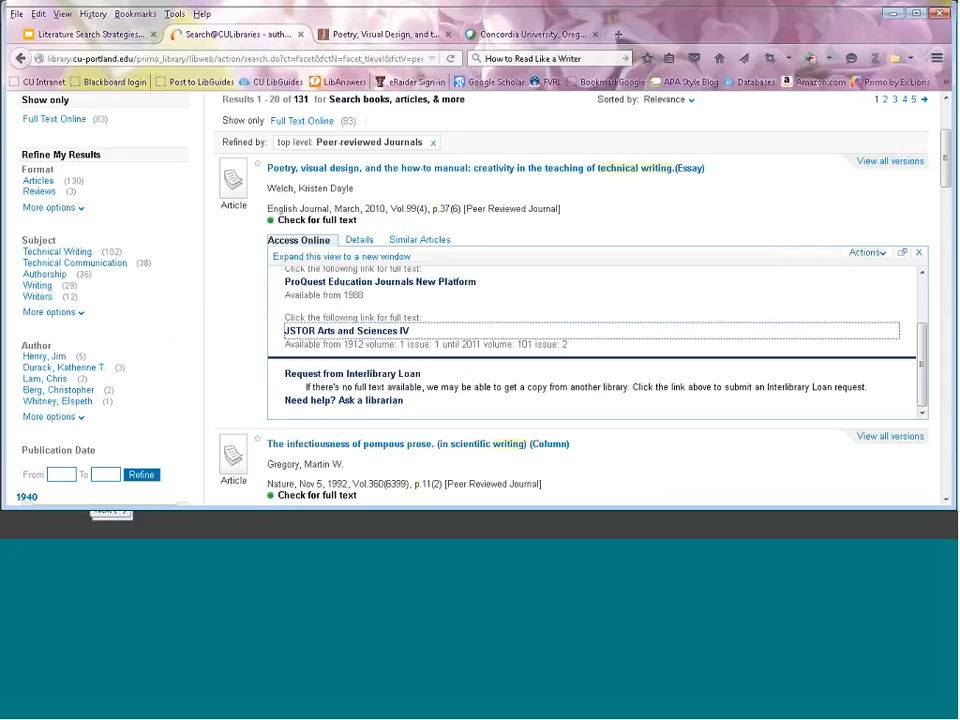 File Edit View History Bookmarks Tools Help
Literature Search Strategies... × Search@CULibraries - auth... × Poetry, Visual Design, and t... × Concordia University, Oreg... × +
library.cu-portland.edu/primo_library/libweb/action/search.do?ct=facet&fctN=facet_tlevel&fctV=pe How to Read Like a Writer
CU Intranet Blackboard login Post to LibGuides CU LibGuides LibAnswers eRader Sign-in Google Scholar FVRL BookmarkGoogle APA Style Blog Databases Amazon.com Primo by Ex Libris »
Show only
Full Text Online (83)
Refine My Results
Format
Articles (130)
Reviews (3)
More options
Subject
Technical Writing (102)
Technical Communication (38)
Authorship (36)
Writing (29)
Writers (12)
More options
Author
Henry, Jim (5)
Durack, Katherine T. (3)
Lam, Chris (2)
Berg, Christopher (2)
Whitney, Elspeth (1)
More options
Publication Date
From To Refine
1940
Results 1 - 20 of 131 for Search books, articles, & more Sorted by: Relevance 1 2 3 4 5
Show only Full Text Online (83)
Refined by: top level: Peer-reviewed Journals x
Poetry, visual design, and the how-to manual: creativity in the teaching of technical writing.(Essay) View all versions
Welch, Kristen Dayle
Article
English Journal, March, 2010, Vol.99(4), p.37(6) [Peer Reviewed Journal]
Check for full text
Access Online Details Similar Articles
Expand this view to a new window Actions X
Click the following link for full text:
ProQuest Education Journals New Platform
Available from 1988
Click the following link for full text:
JSTOR Arts and Sciences IV
Available from 1912 volume: 1 issue: 1 until 2011 volume: 101 issue: 2
Request from Interlibrary Loan
If there's no full text available, we may be able to get a copy from another library. Click the link above to submit an Interlibrary Loan request.
Need help? Ask a librarian
The infectiousness of pompous prose. (in scientific writing) (Column) View all versions
Gregory, Martin W.
Article
Nature, Nov 5, 1992, Vol.360(6399), p.11(2) [Peer Reviewed Journal]
Check for full text